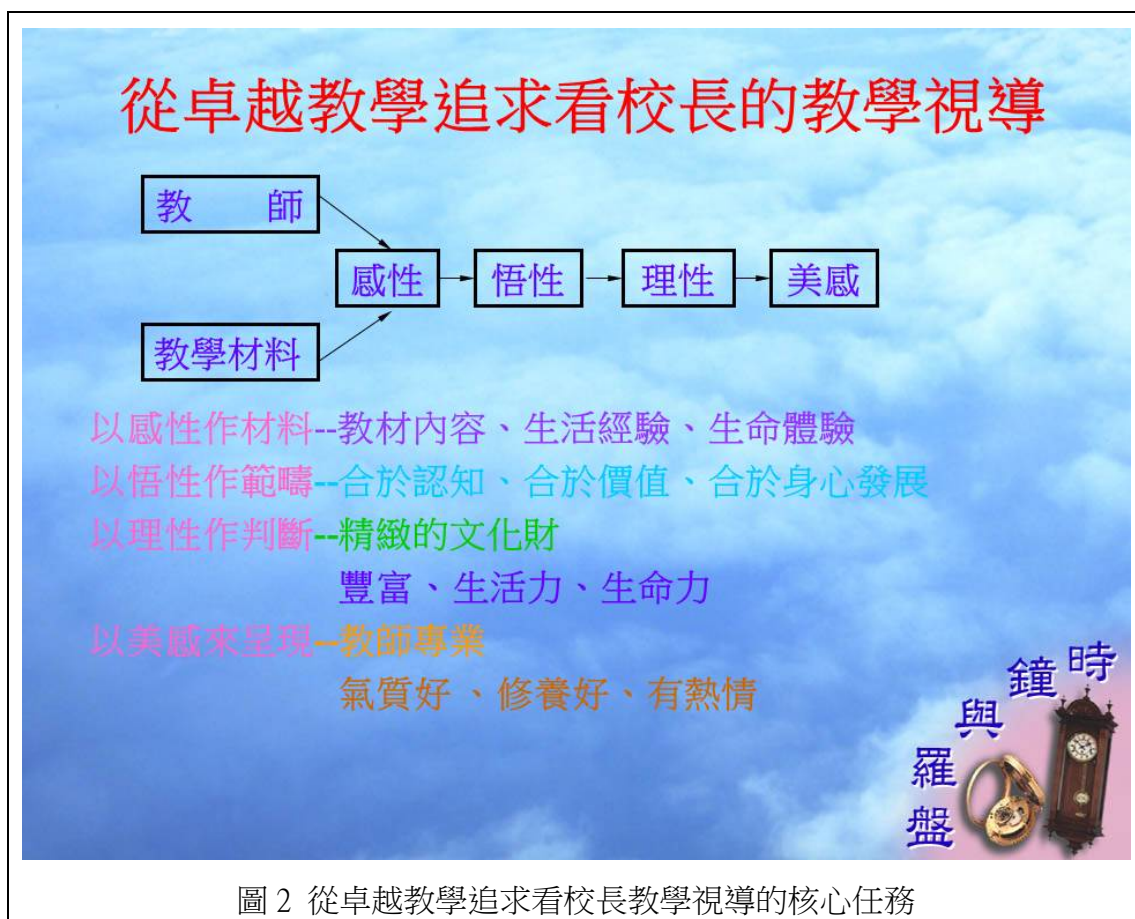 從卓越教學追求看校長的教學視導
教 師
感性
悟性
理性
美感
教學材料
以感性作材料--教材內容、生活經驗、生命體驗
以悟性作範疇--合於認知、合於價值、合於身心發展
以理性作判斷--精緻的文化財
豐富、生活力、生命力
以美感來呈現--教師專業
氣質好、修養好、有熱情
時鐘與羅盤
圖 2 從卓越教學追求看校長教學視導的核心任務